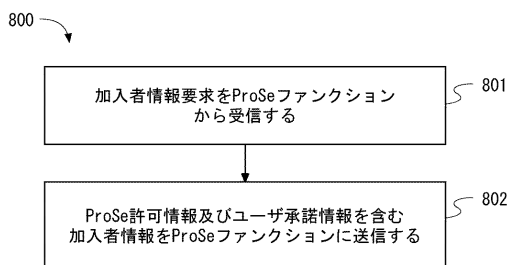 800
加入者情報要求をProSeファンクション
から受信する
801
ProSe許可情報及びユーザ承諾情報を含む
加入者情報をProSeファンクションに送信する
802